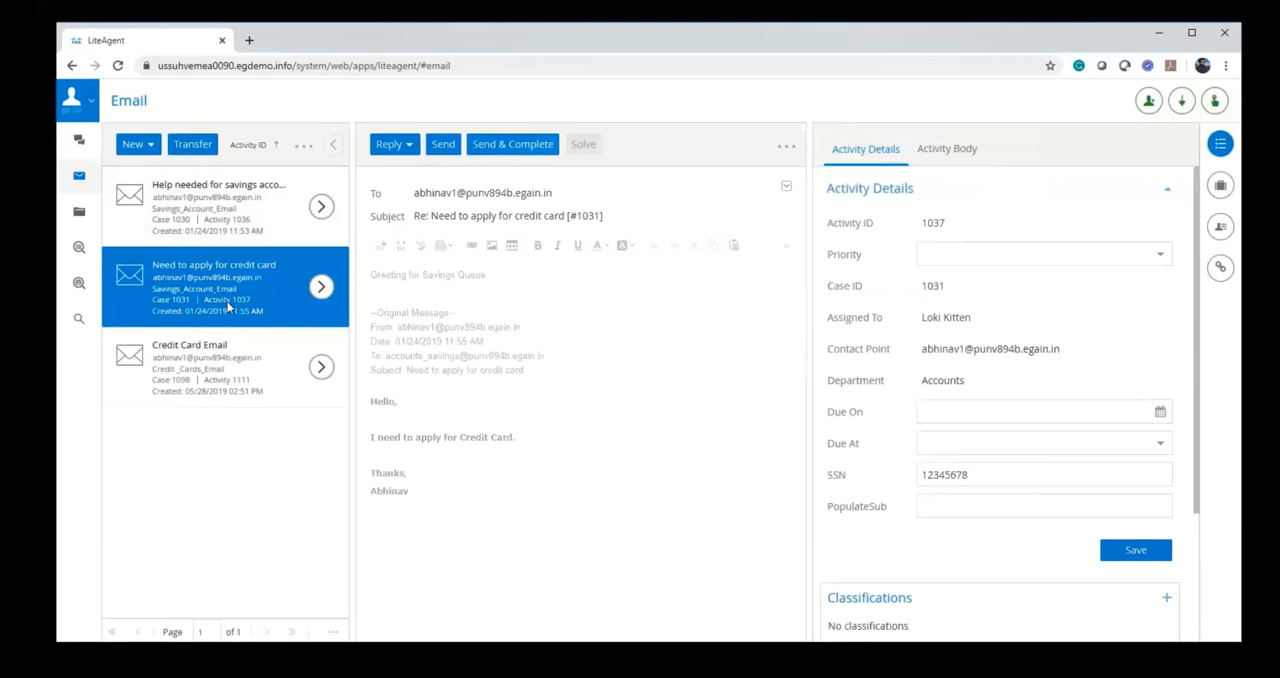 LiteAgent
ussuhvemea0090.egdemo.info/system/web/apps/liteagent/#email
Email
New Transfer Activity ID
Help needed for savings acco...
abhinav1@punv894b.egain.in
Savings_Account_Email
Case 1030 | Activity 1036
Created: 01/24/2019 11:53 AM
Need to apply for credit card
abhinav1@punv894b.egain.in
Savings_Account_Email
Case 1031 | Activity 1037
Created: 01/24/2019 11:55 AM
Credit Card Email
abhinav1@punv894b.egain.in
Credit _Cards_Email
Case 1098 | Activity 1111
Created: 05/28/2019 02:51 PM
Page 1 of 1
Reply Send Send & Complete Solve
To abhinav1@punv894b.egain.in
Subject Re: Need to apply for credit card [#1031]
B I U A A
Greeting for Savings Queue
--Original Message--
From: abhinav1@punv894b.egain.in
Date: 01/24/2019 11:55 AM
To: accounts_savings@punv894b.egain.in
Subject: Need to apply for credit card
Hello,
I need to apply for Credit Card.
Thanks,
Abhinav
Activity Details Activity Body
Activity Details
Activity ID 1037
Priority
Case ID 1031
Assigned To Loki Kitten
Contact Point abhinav1@punv894b.egain.in
Department Accounts
Due On
Due At
SSN 12345678
PopulateSub
Save
Classifications
No classifications